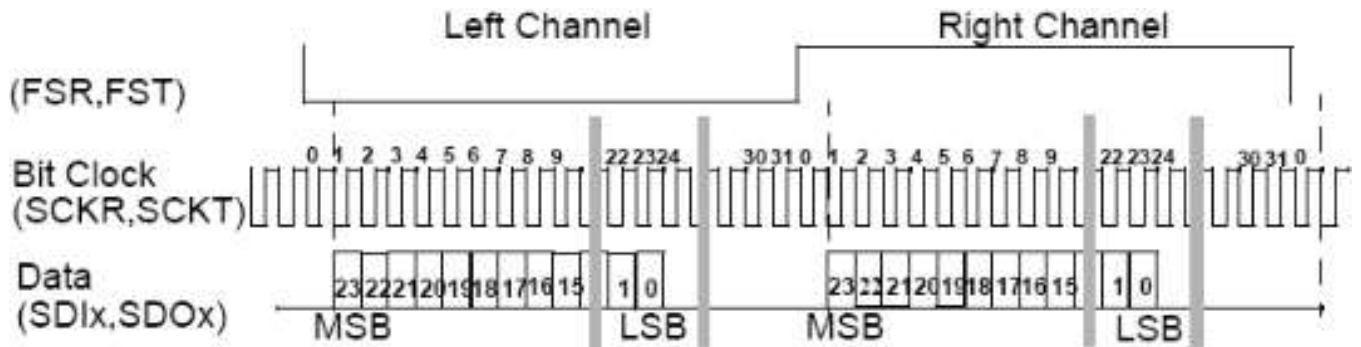 Left Channel Right Channel
(FSR,FST)
0 1 2 3 4 5 6 7 8 9 22 23 24 30 31 0 1 2 3 4 5 6 7 8 9 22 23 24 30 31 0
Bit Clock
(SCKR,SCKT)
Data
23 22 21 20 19 18 17 16 15 1 0 23 22 21 20 19 18 17 16 15 1 0
(SDIx,SDOx)
MSB LSB MSB LSB